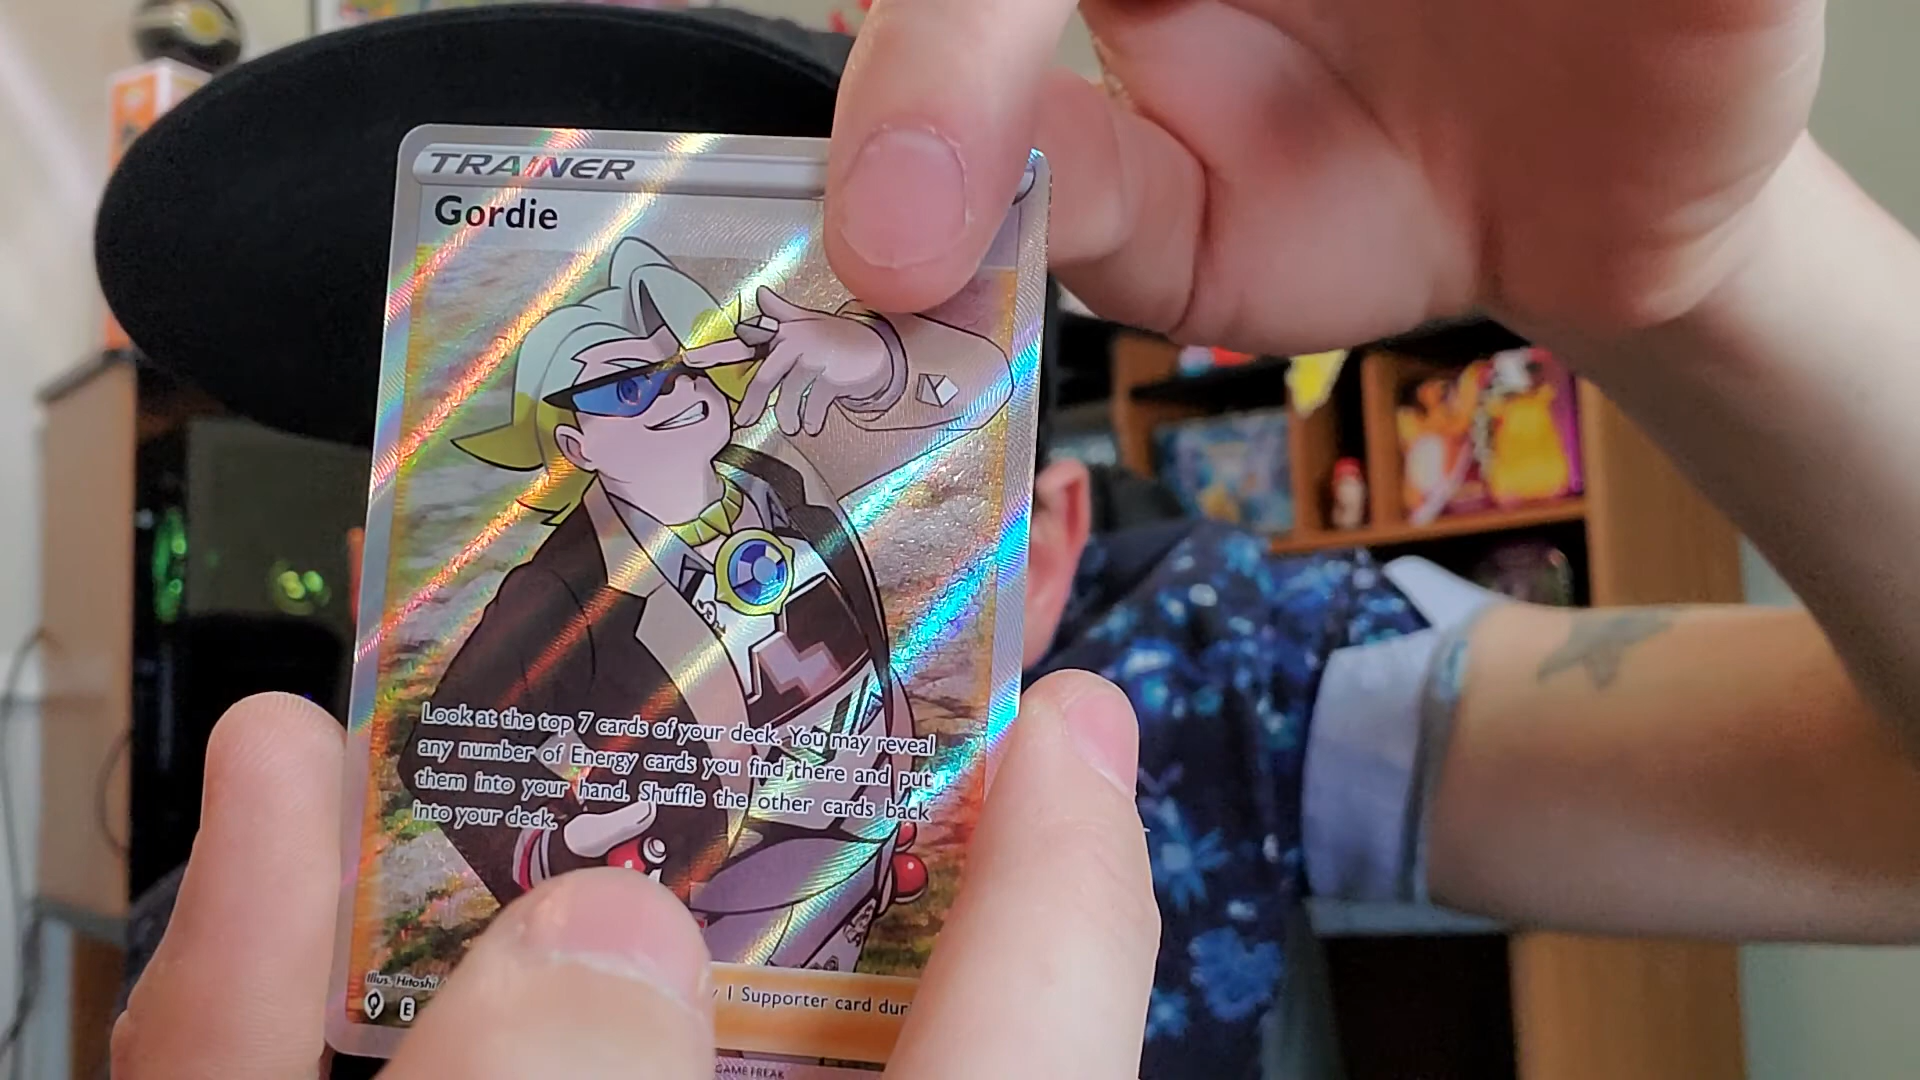 TRAINER
Gordie
Look at the top 7 cards of your deck. You may reveal
any number of Energy cards you find there and put
them into your hand. Shuffle the other cards back
into your deck.
Illus. Hitoshi
E
1 Supporter card
GAME FREAK